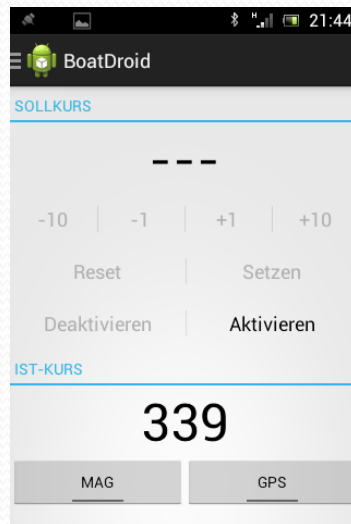 H 21:44
BoatDroid
SOLLKURS
---
-10 -1 +1 +10
Reset Setzen
Deaktivieren Aktivieren
IST-KURS
339
MAG GPS